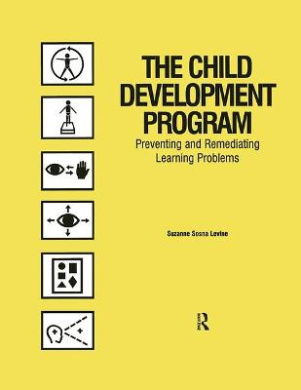 THE CHILD
DEVELOPMENT
PROGRAM
Preventing and Remediating
Learning Problems
Suzanne Sosna Levine
R